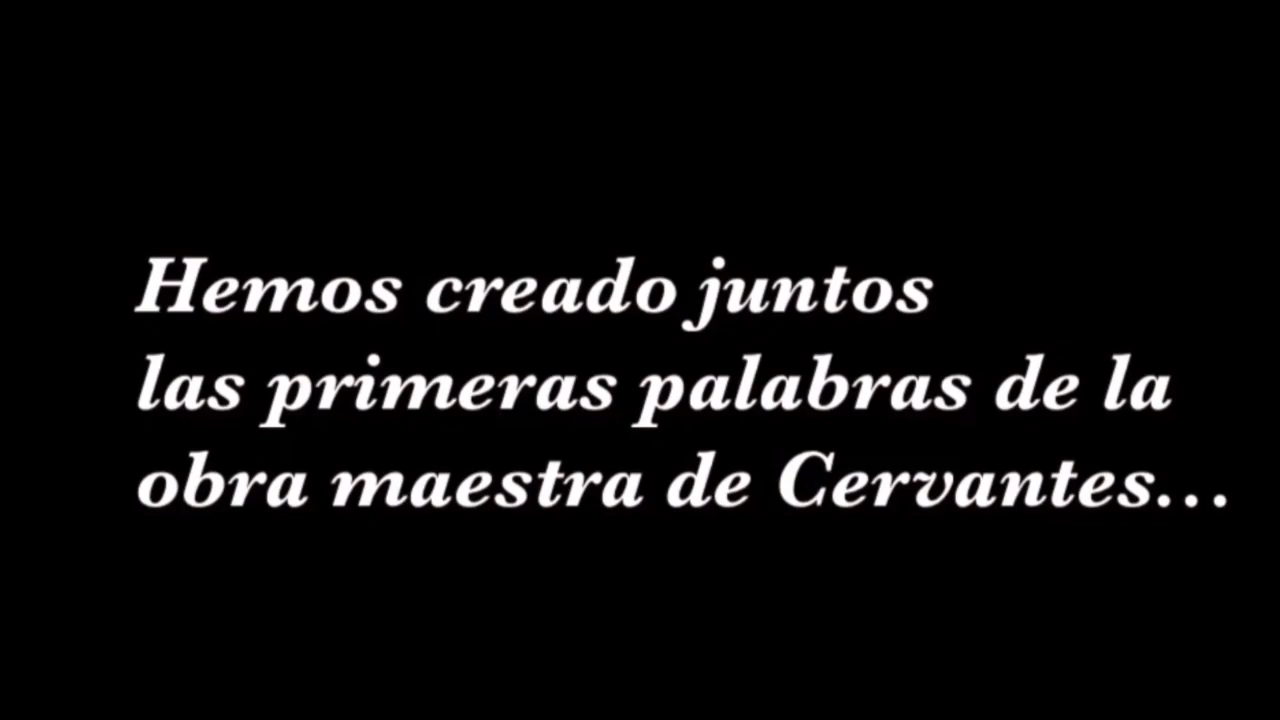 Hemos creado juntos
las primeras palabras de la
obra maestra de Cervantes...